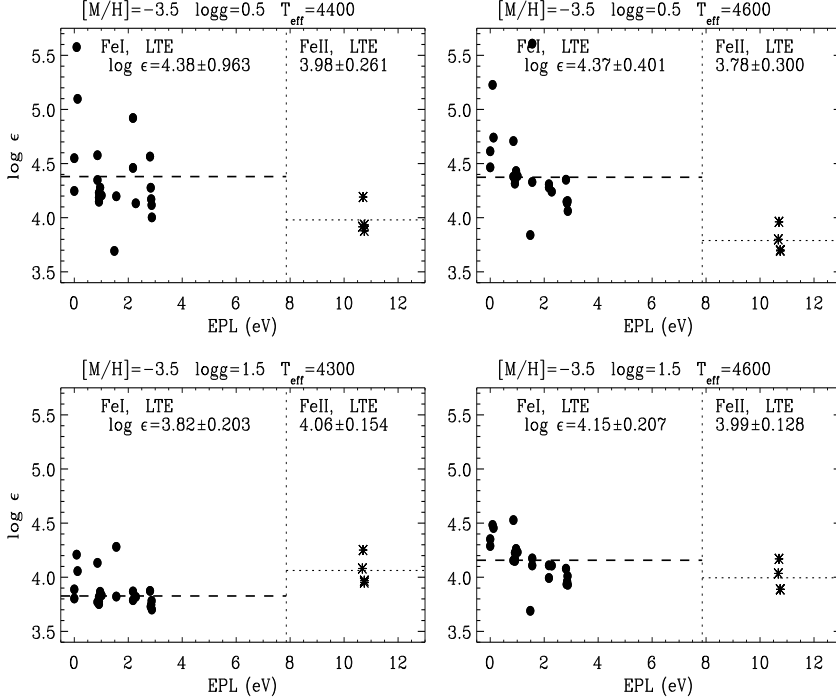 [M/H]=−3.5 logg=0.5 T_eff=4400
FeI, LTE
log ϵ=4.38±0.963
FeII, LTE
3.98±0.261
5.5
5.0
4.5
4.0
3.5
log ϵ
0 2 4 6 8 10 12
EPL (eV)
[M/H]=−3.5 logg=0.5 T_eff=4600
FeI, LTE
log ϵ=4.37±0.401
FeII, LTE
3.78±0.300
5.5
5.0
4.5
4.0
3.5
0 2 4 6 8 10 12
EPL (eV)
[M/H]=−3.5 logg=1.5 T_eff=4300
FeI, LTE
log ϵ=3.82±0.203
FeII, LTE
4.06±0.154
5.5
5.0
4.5
4.0
3.5
log ϵ
0 2 4 6 8 10 12
EPL (eV)
[M/H]=−3.5 logg=1.5 T_eff=4600
FeI, LTE
log ϵ=4.15±0.207
FeII, LTE
3.99±0.128
5.5
5.0
4.5
4.0
3.5
0 2 4 6 8 10 12
EPL (eV)